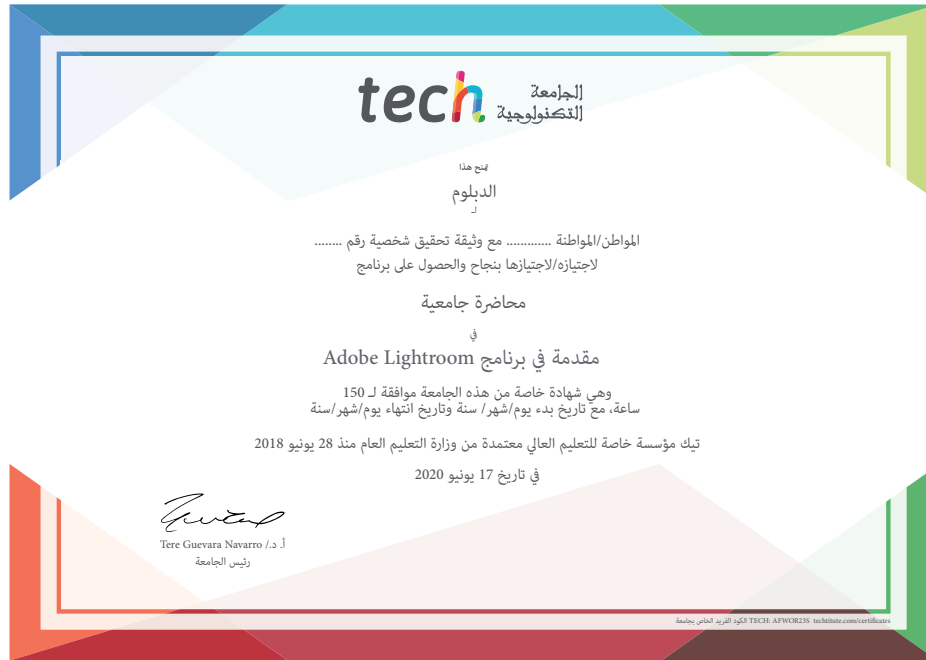 tech الجامعة
التكنولوجية
تمنح هذا
الدبلوم
لـ
المواطن/المواطنة ............. مع وثيقة تحقيق شخصية رقم ........
لاجتيازه/لاجتيازها بنجاح والحصول على برنامج
محاضرة جامعية
في
مقدمة في برنامج Adobe Lightroom
وهي شهادة خاصة من هذه الجامعة موافقة لـ 150
ساعة، مع تاريخ بدء يوم/شهر/ سنة وتاريخ انتهاء يوم/شهر/سنة
تيك مؤسسة خاصة للتعليم العالي معتمدة من وزارة التعليم العام منذ 28 يونيو 2018
في تاريخ 17 يونيو 2020
أ. د./ Tere Guevara Navarro
رئيس الجامعة
الكود الفريد الخاص بجامعة TECH: AFWOR23S techtitute.com/certificates